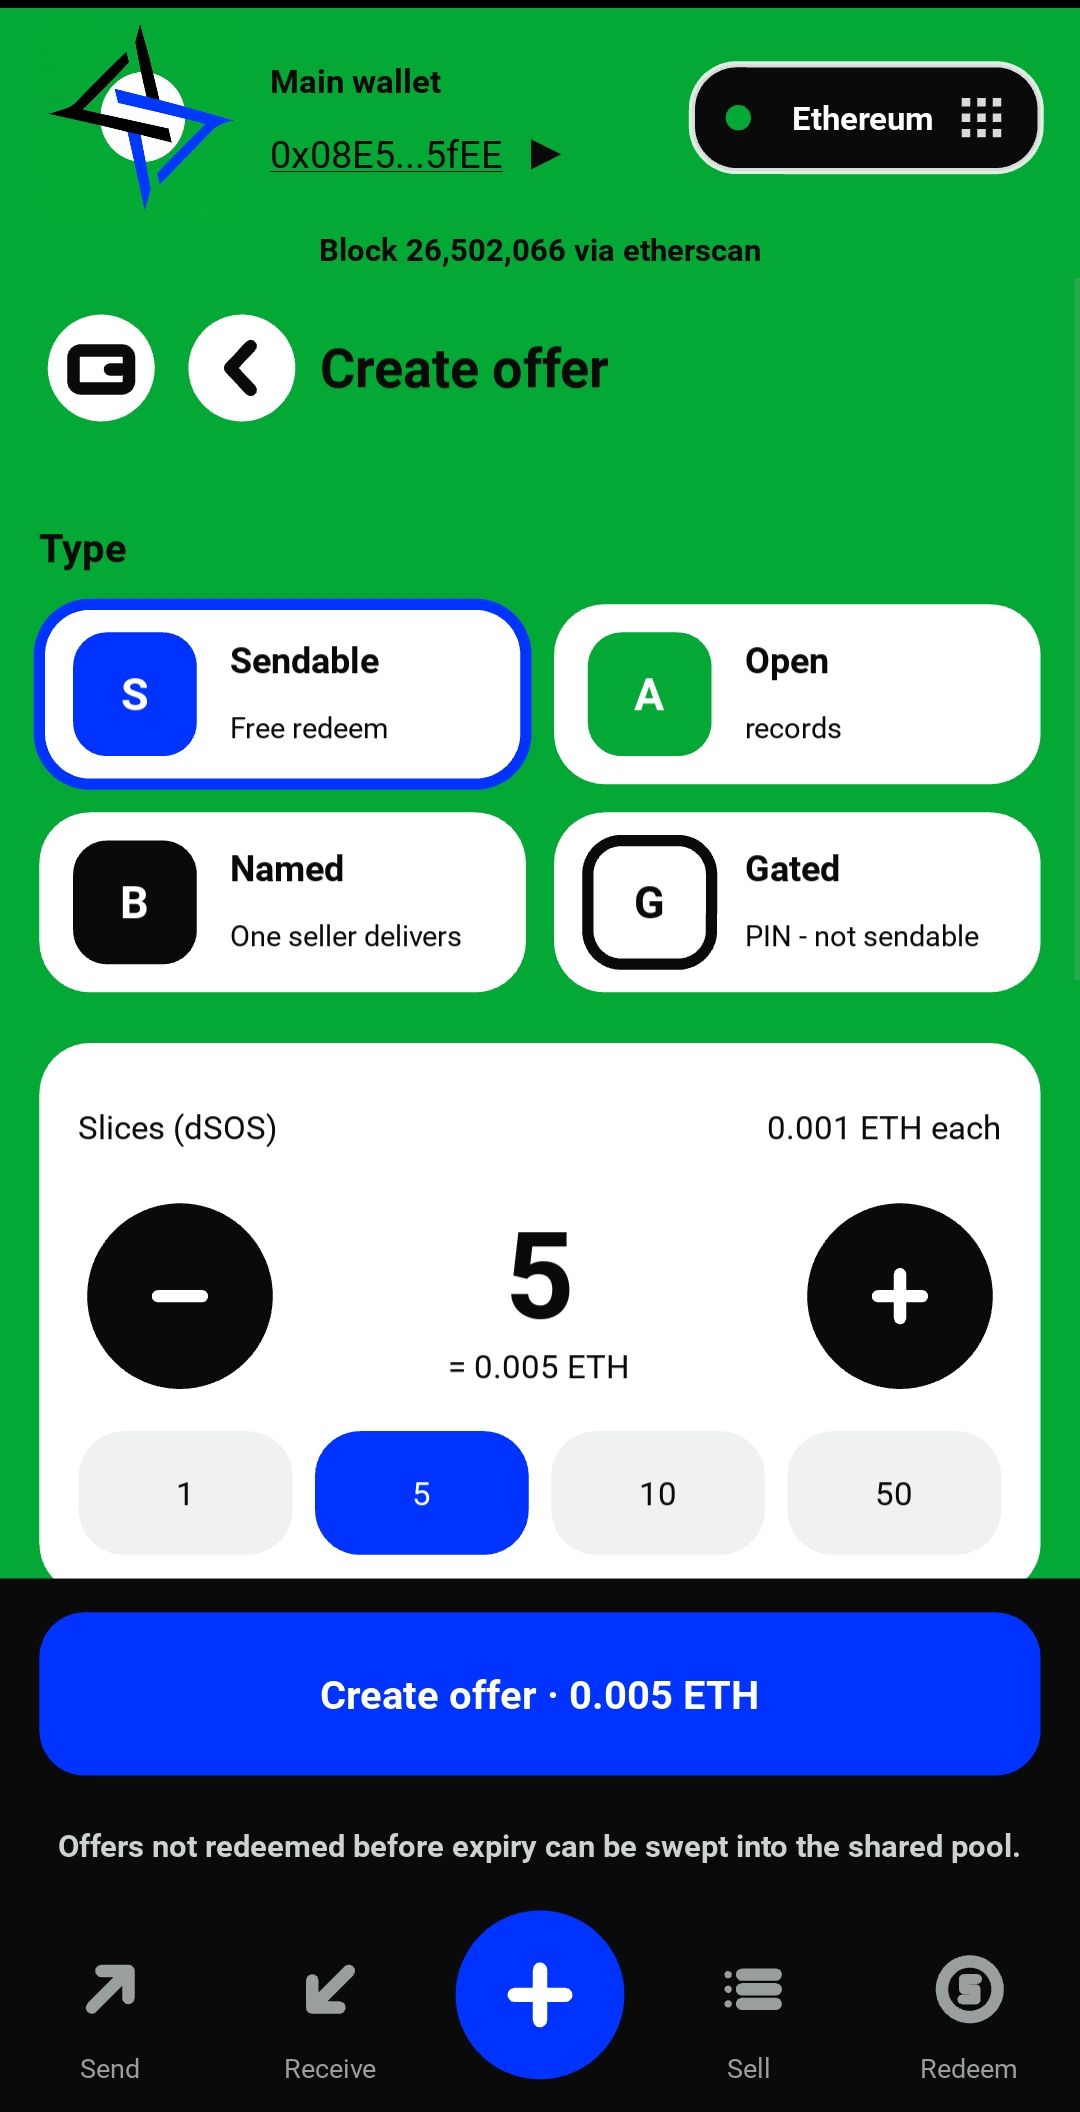 Main wallet
0x08E5...5fEE
Ethereum
Block 26,502,066 via etherscan
Create offer
Type
S
Sendable
Free redeem
A
Open
records
B
Named
One seller delivers
G
Gated
PIN - not sendable
Slices (dSOS)
0.001 ETH each
5
= 0.005 ETH
1
5
10
50
Create offer · 0.005 ETH
Offers not redeemed before expiry can be swept into the shared pool.
Send
Receive
Sell
S
Redeem